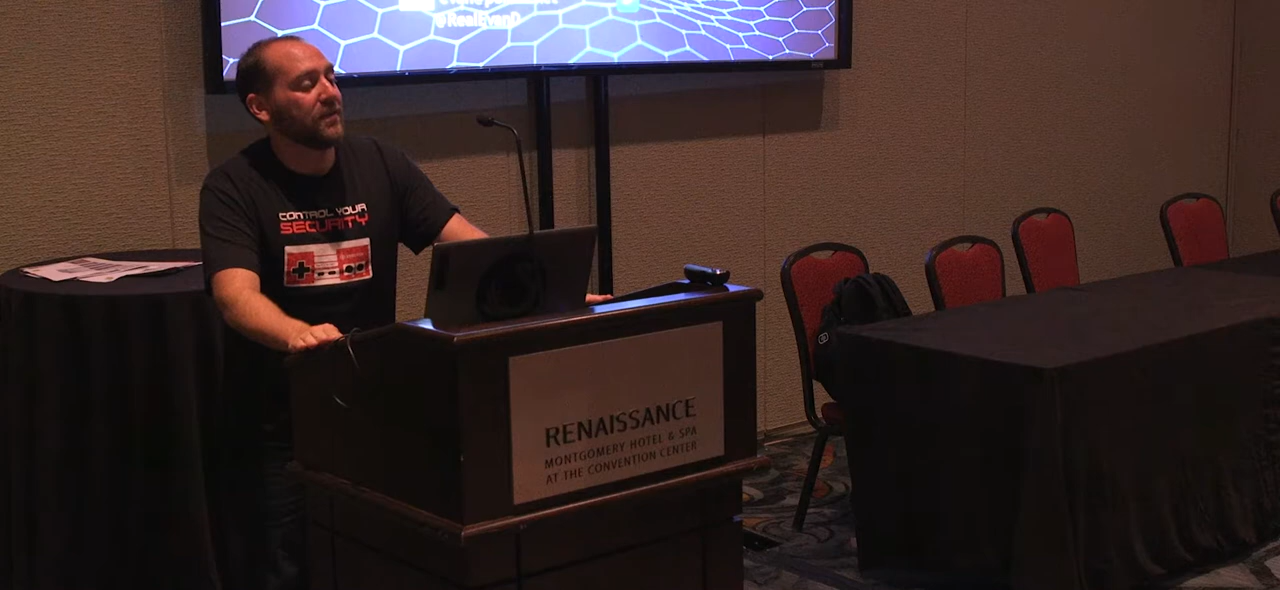 @RealEvanD
CONTROL YOUR
SECURITY
RENAISSANCE
MONTGOMERY HOTEL & SPA
AT THE CONVENTION CENTER